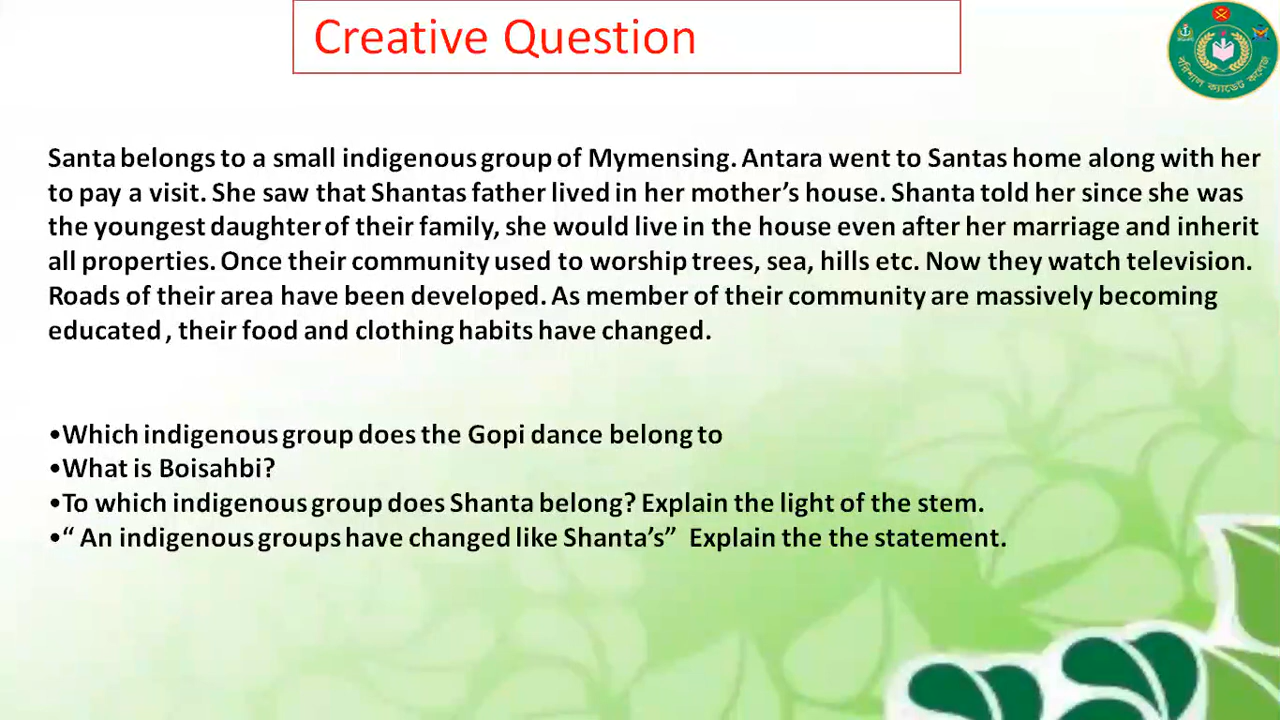 Creative Question
বরিশাল ক্যাডেট কলেজ
Santa belongs to a small indigenous group of Mymensing. Antara went to Santas home along with her
to pay a visit. She saw that Shantas father lived in her mother’s house. Shanta told her since she was
the youngest daughter of their family, she would live in the house even after her marriage and inherit
all properties. Once their community used to worship trees, sea, hills etc. Now they watch television.
Roads of their area have been developed. As member of their community are massively becoming
educated , their food and clothing habits have changed.
•Which indigenous group does the Gopi dance belong to
•What is Boisahbi?
•To which indigenous group does Shanta belong? Explain the light of the stem.
•“ An indigenous groups have changed like Shanta’s” Explain the the statement.